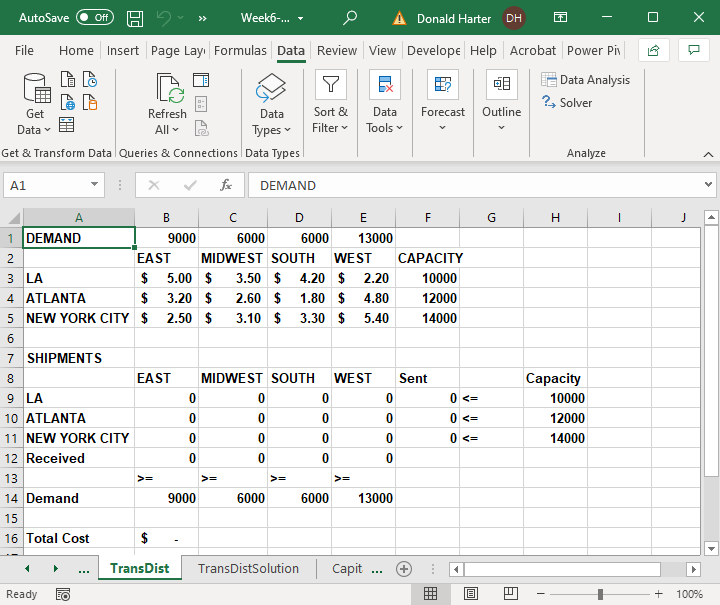 AutoSave Off » Week6-... Donald Harter DH
File Home Insert Page Layo Formulas Data Review View Develope Help Acrobat Power Piv
Get Data Refresh All Data Types Sort & Filter Data Tools Forecast Outline Data Analysis Solver
Get & Transform Data Queries & Connections Data Types Analyze
A1 fx DEMAND
A B C D E F G H I J
1 DEMAND 9000 6000 6000 13000
2 EAST MIDWEST SOUTH WEST CAPACITY
3 LA $ 5.00 $ 3.50 $ 4.20 $ 2.20 10000
4 ATLANTA $ 3.20 $ 2.60 $ 1.80 $ 4.80 12000
5 NEW YORK CITY $ 2.50 $ 3.10 $ 3.30 $ 5.40 14000
6
7 SHIPMENTS
8 EAST MIDWEST SOUTH WEST Sent Capacity
9 LA 0 0 0 0 0 <= 10000
10 ATLANTA 0 0 0 0 0 <= 12000
11 NEW YORK CITY 0 0 0 0 0 <= 14000
12 Received 0 0 0 0
13 >= >= >= >=
14 Demand 9000 6000 6000 13000
15
16 Total Cost $ -
... TransDist TransDistSolution Capit ...
Ready 100%